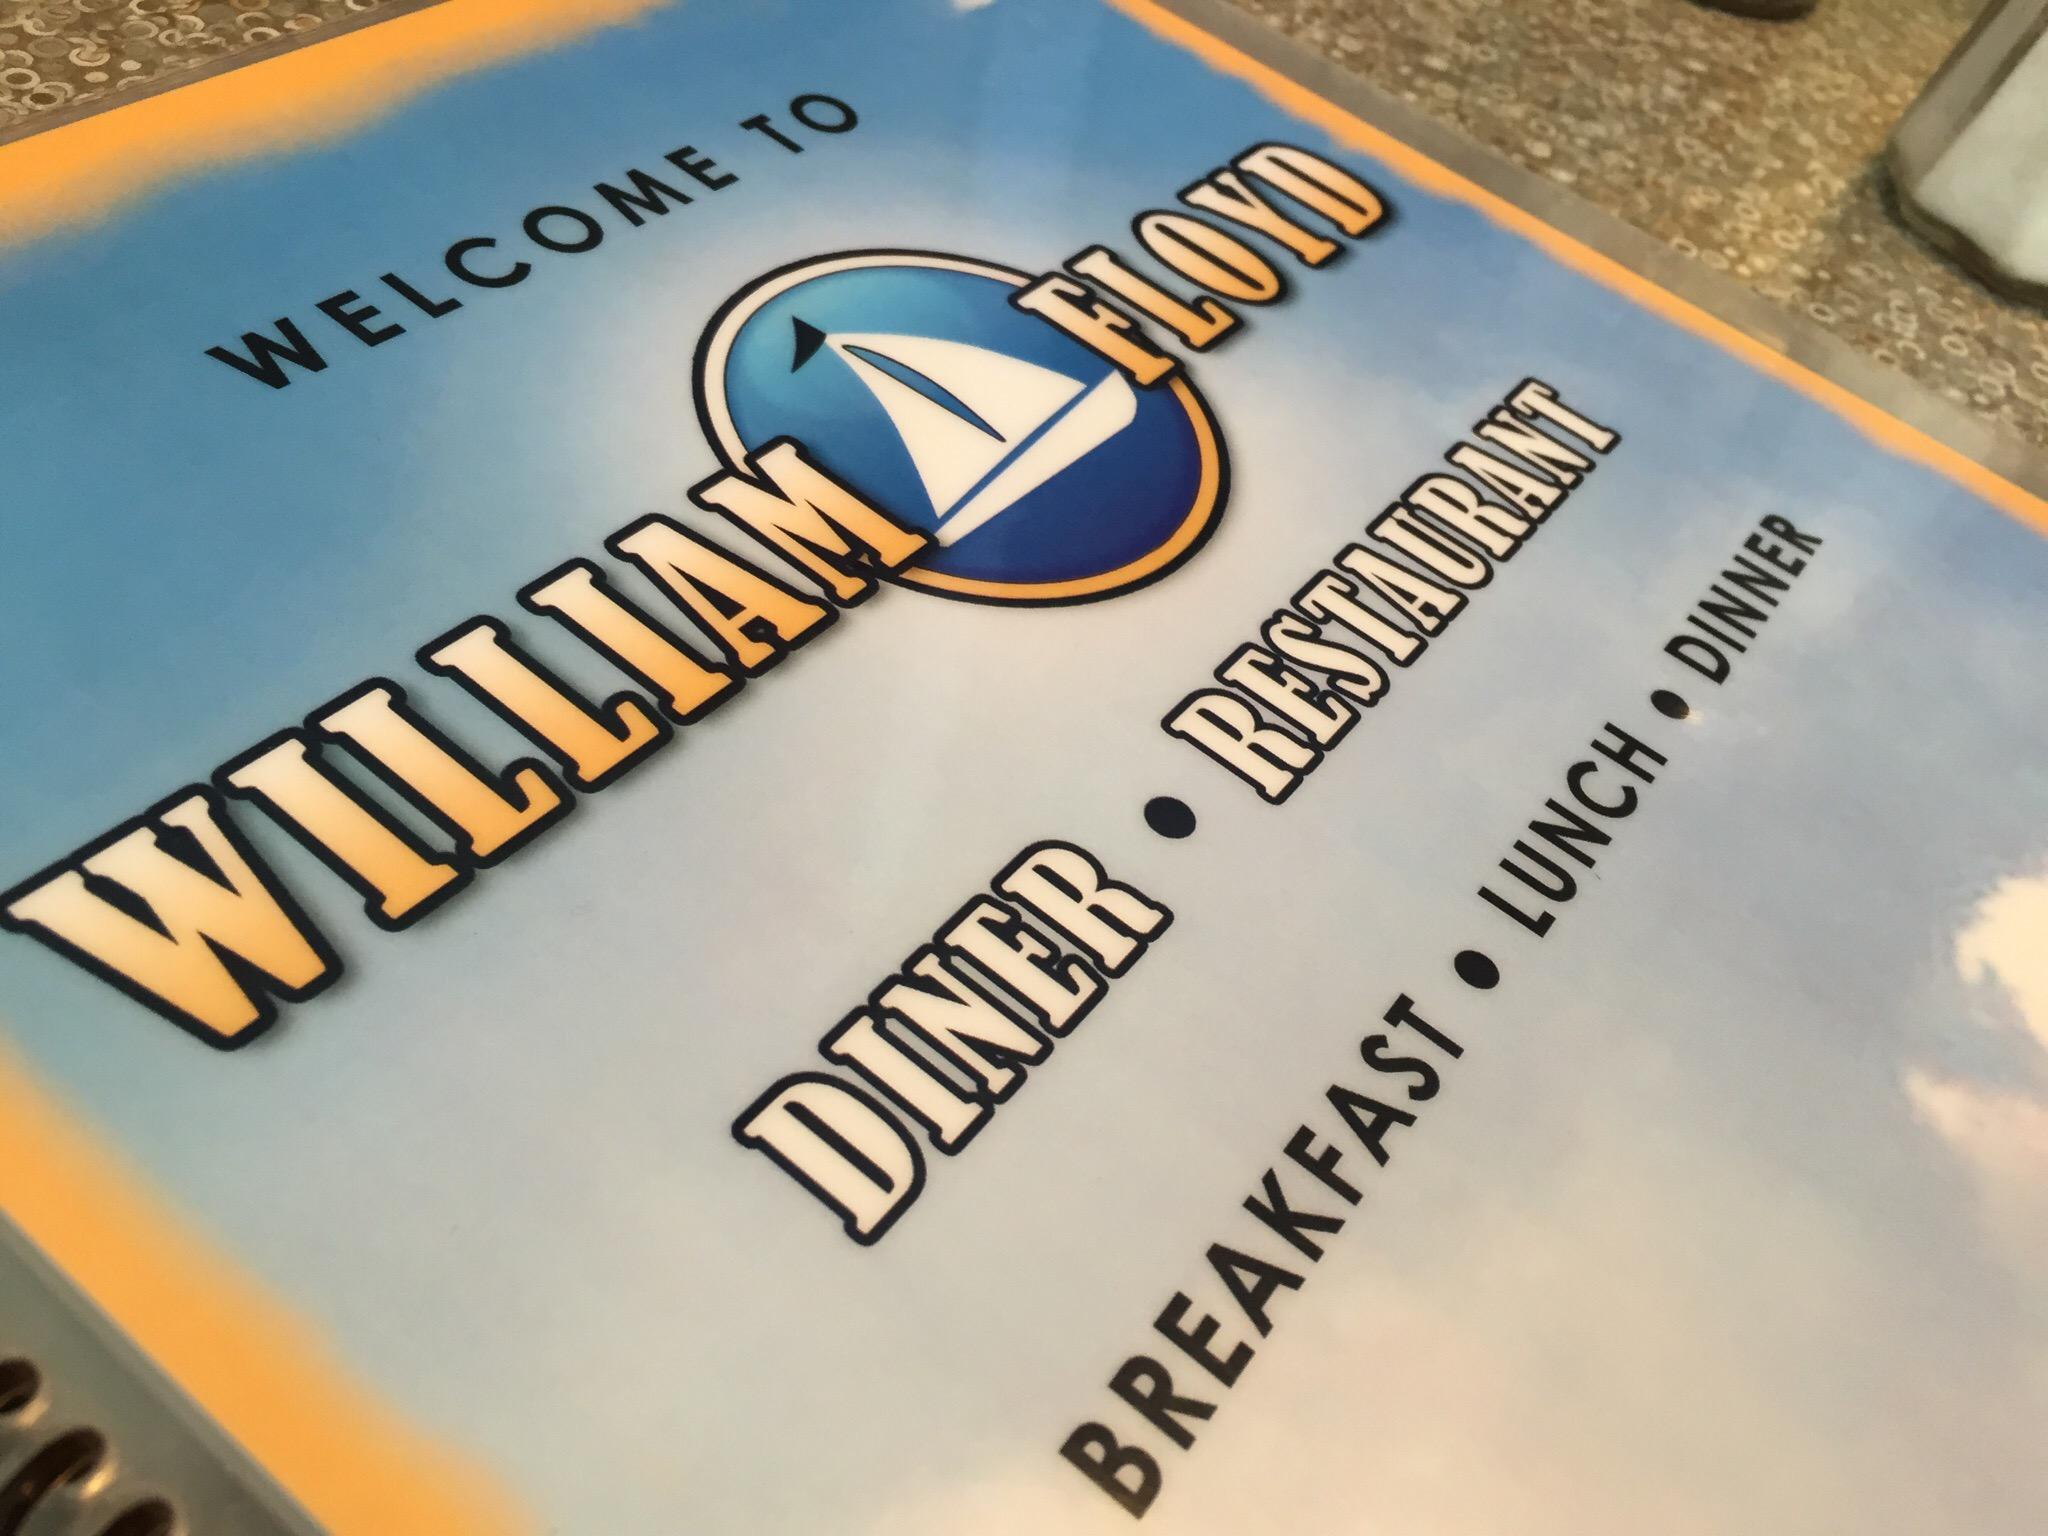 WELCOME TO
WILLIAM FLOYD
DINER • RESTAURANT
BREAKFAST • LUNCH • DINNER